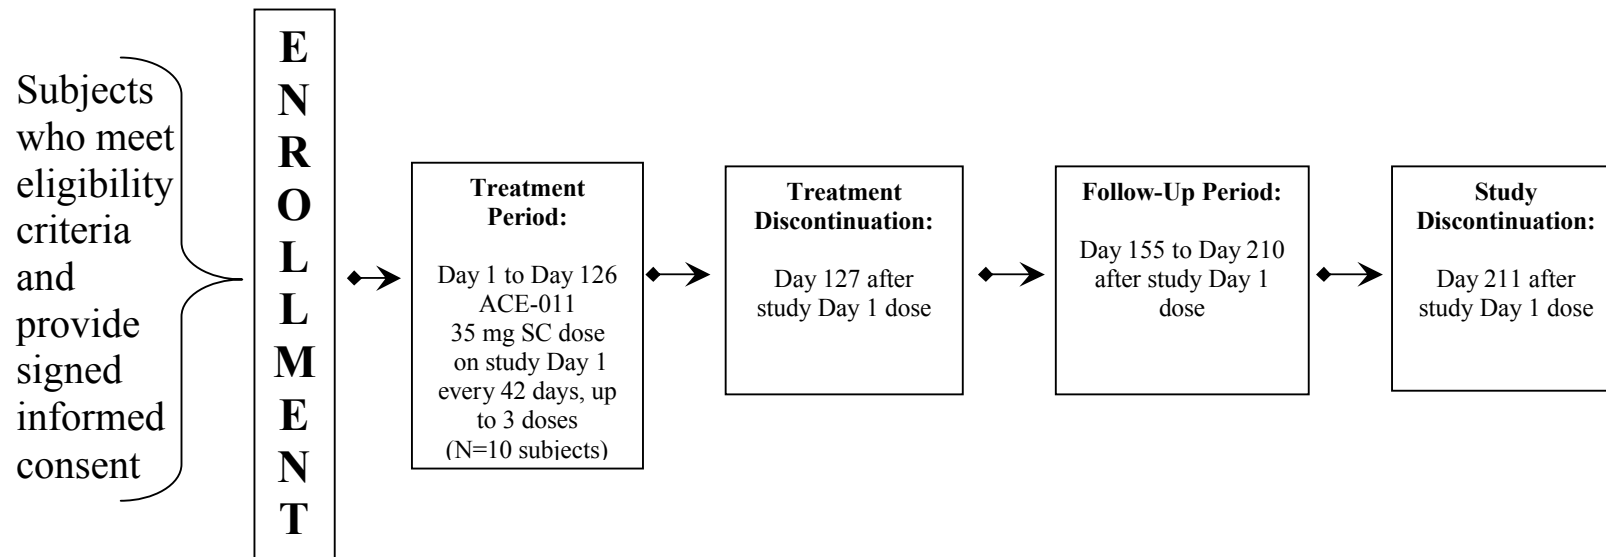 Subjects
who meet
eligibility
criteria
and
provide
signed
informed
consent
E
N
R
O
L
L
M
E
N
T
Treatment
Period:
Day 1 to Day 126
ACE-011
35 mg SC dose
on study Day 1
every 42 days, up
to 3 doses
(N=10 subjects)
Treatment
Discontinuation:
Day 127 after
study Day 1 dose
Follow-Up Period:
Day 155 to Day 210
after study Day 1
dose
Study
Discontinuation:
Day 211 after
study Day 1 dose